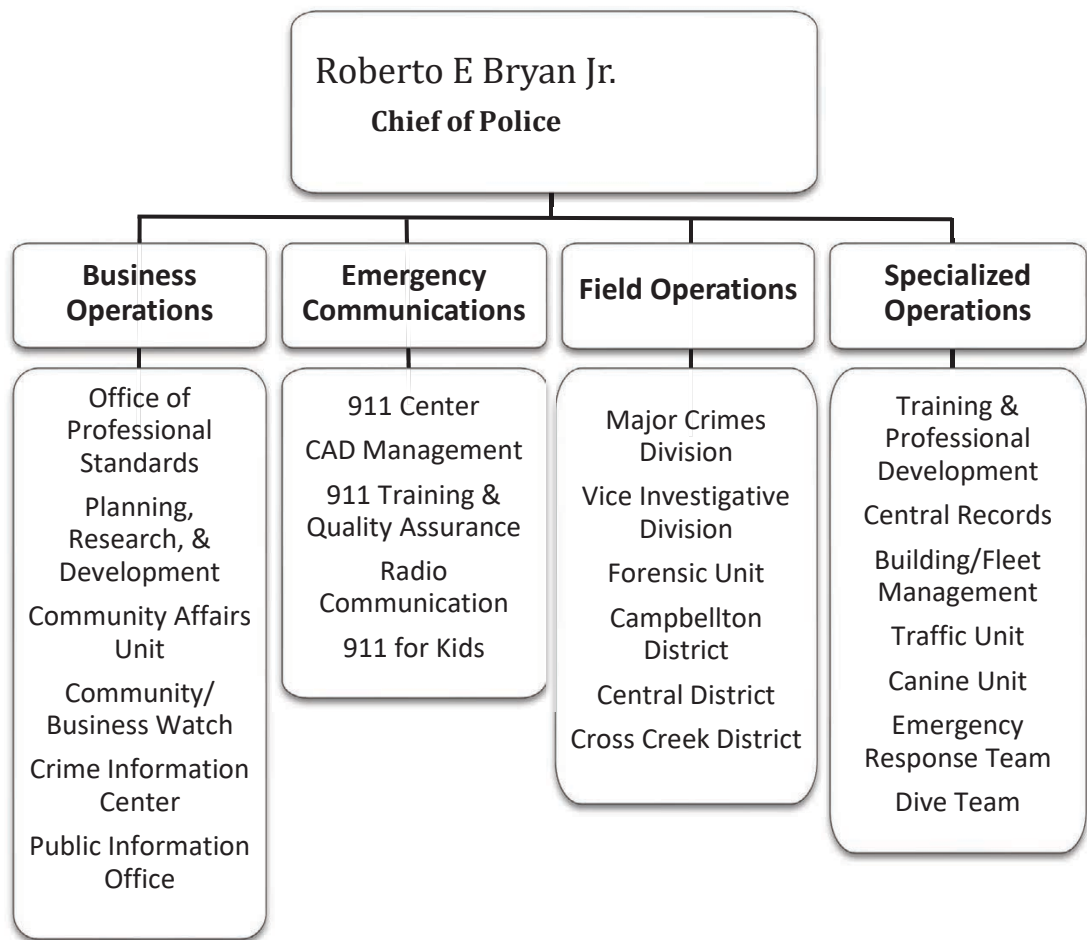 Roberto E Bryan Jr.
Chief of Police
Business
Operations
Office of
Professional
Standards
Planning,
Research, &
Development
Community Affairs
Unit
Community/
Business Watch
Crime Information
Center
Public Information
Office
Emergency
Communications
911 Center
CAD Management
911 Training &
Quality Assurance
Radio
Communication
911 for Kids
Field Operations
Major Crimes
Division
Vice Investigative
Division
Forensic Unit
Campbellton
District
Central District
Cross Creek District
Specialized
Operations
Training &
Professional
Development
Central Records
Building/Fleet
Management
Traffic Unit
Canine Unit
Emergency
Response Team
Dive Team